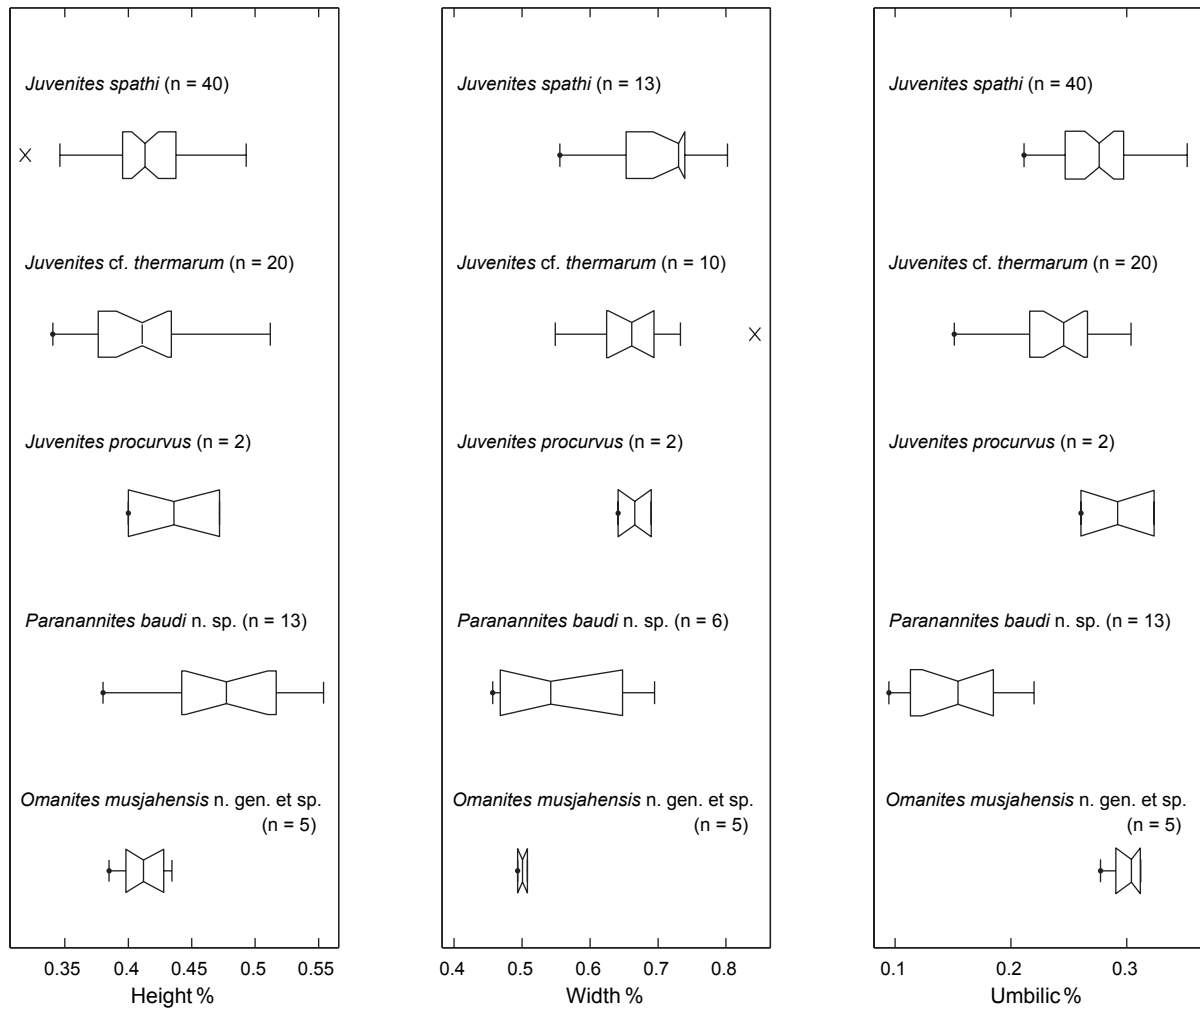 Juvenites spathi (n = 40)
Juvenites cf. thermarum (n = 20)
Juvenites procurvus (n = 2)
Paranannites baudi n. sp. (n = 13)
Omanites musjahensis n. gen. et sp.
(n = 5)
0.35 0.4 0.45 0.5 0.55
Height %
Juvenites spathi (n = 13)
Juvenites cf. thermarum (n = 10)
Juvenites procurvus (n = 2)
Paranannites baudi n. sp. (n = 6)
Omanites musjahensis n. gen. et sp.
(n = 5)
0.4 0.5 0.6 0.7 0.8
Width %
Juvenites spathi (n = 40)
Juvenites cf. thermarum (n = 20)
Juvenites procurvus (n = 2)
Paranannites baudi n. sp. (n = 13)
Omanites musjahensis n. gen. et sp.
(n = 5)
0.1 0.2 0.3
Umbilic %